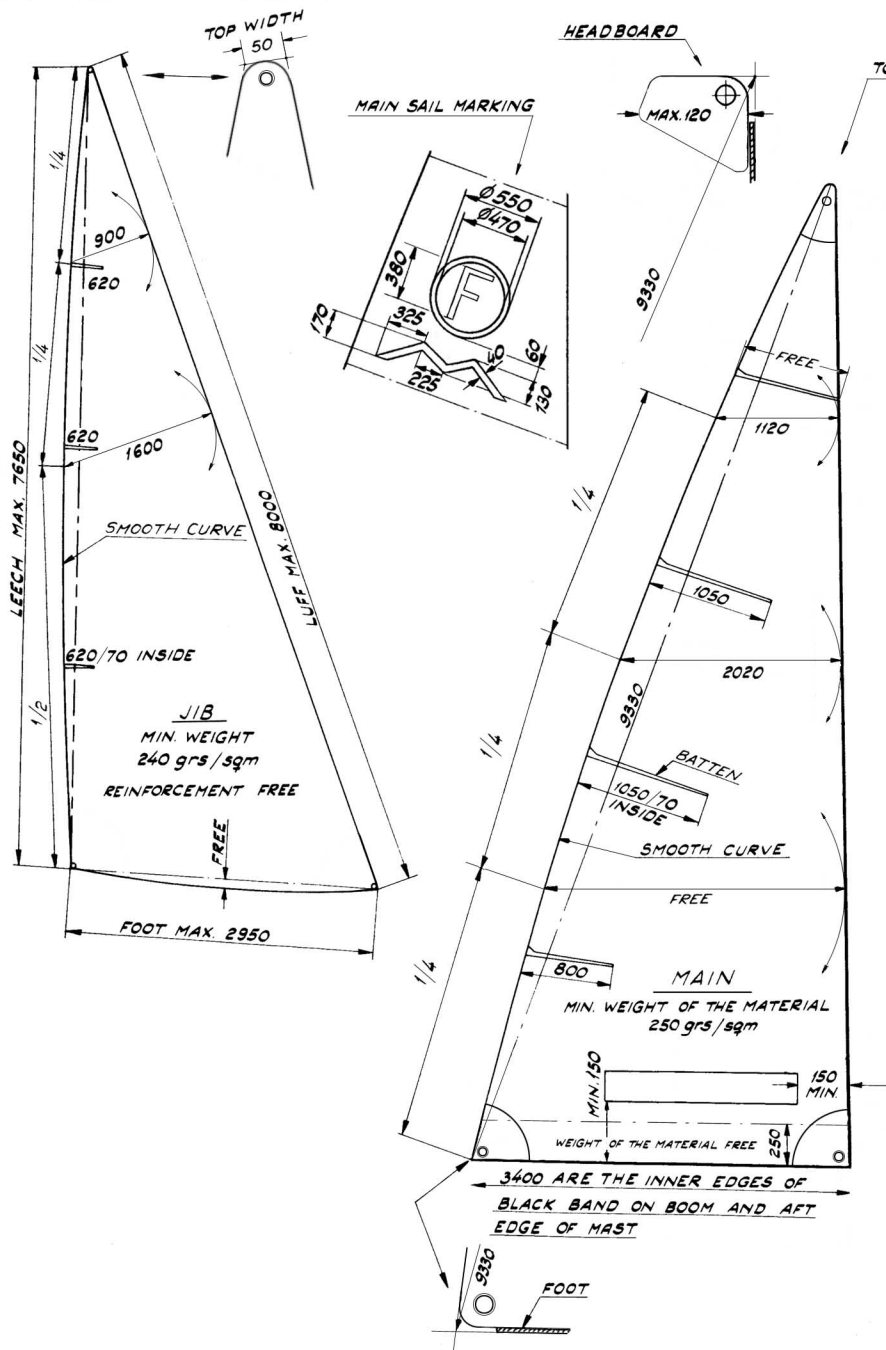 TOP WIDTH
50
LEECH MAX. 7650
1/4
1/4
1/2
900
620
620
1600
SMOOTH CURVE
LUFF MAX. 8000
620/70 INSIDE
JIB
MIN. WEIGHT
240 grs/sqm
REINFORCEMENT FREE
FREE
FOOT MAX. 2950
MAIN SAIL MARKING
Ø550
Ø470
380
F
170
325
225
40
60
130
HEADBOARD
MAX. 120
9330
TO
FREE
1120
1/4
1050
2020
9330
1/4
BATTEN
1050/70
INSIDE
SMOOTH CURVE
FREE
1/4
800
MAIN
MIN. WEIGHT OF THE MATERIAL
250 grs/sqm
MIN. 150
150
MIN.
WEIGHT OF THE MATERIAL FREE
250
3400 ARE THE INNER EDGES OF
BLACK BAND ON BOOM AND AFT
EDGE OF MAST
9330
FOOT